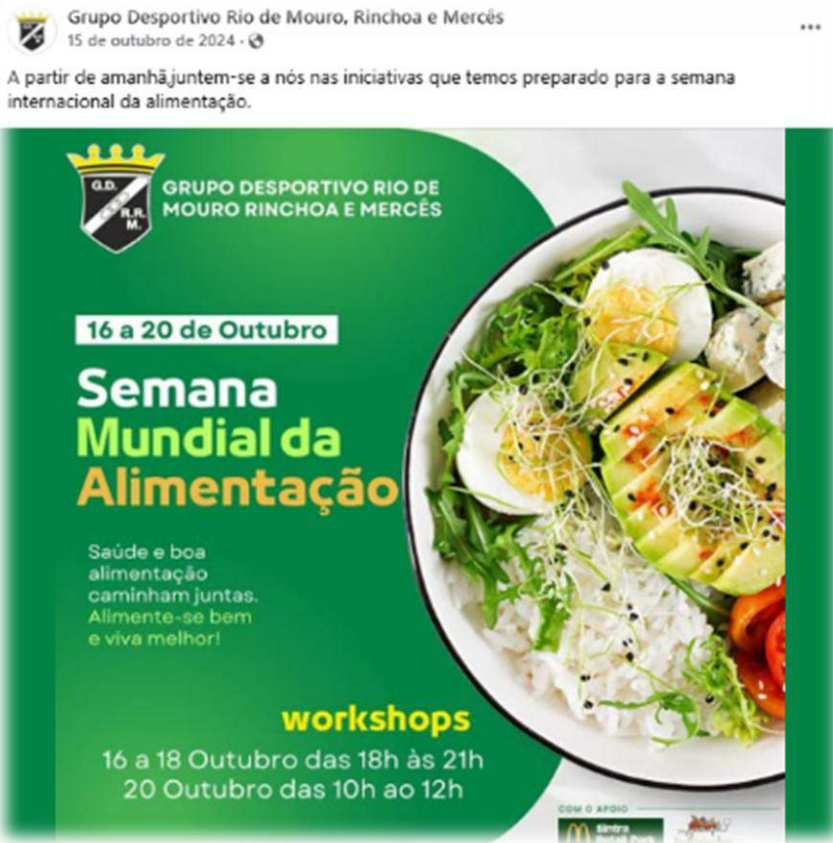 Grupo Desportivo Rio de Mouro, Rinchoa e Mercês
15 de outubro de 2024 ·
A partir de amanhã,juntem-se a nós nas iniciativas que temos preparado para a semana
internacional da alimentação.
G.D.
R.R.
M.
GRUPO DESPORTIVO RIO DE
MOURO RINCHOA E MERCÊS
16 a 20 de Outubro
Semana
Mundial da
Alimentação
Saúde e boa
alimentação
caminham juntas.
Alimente-se bem
e viva melhor!
workshops
16 a 18 Outubro das 18h às 21h
20 Outubro das 10h ao 12h
COM O APOIO
Sintra
Retail Park